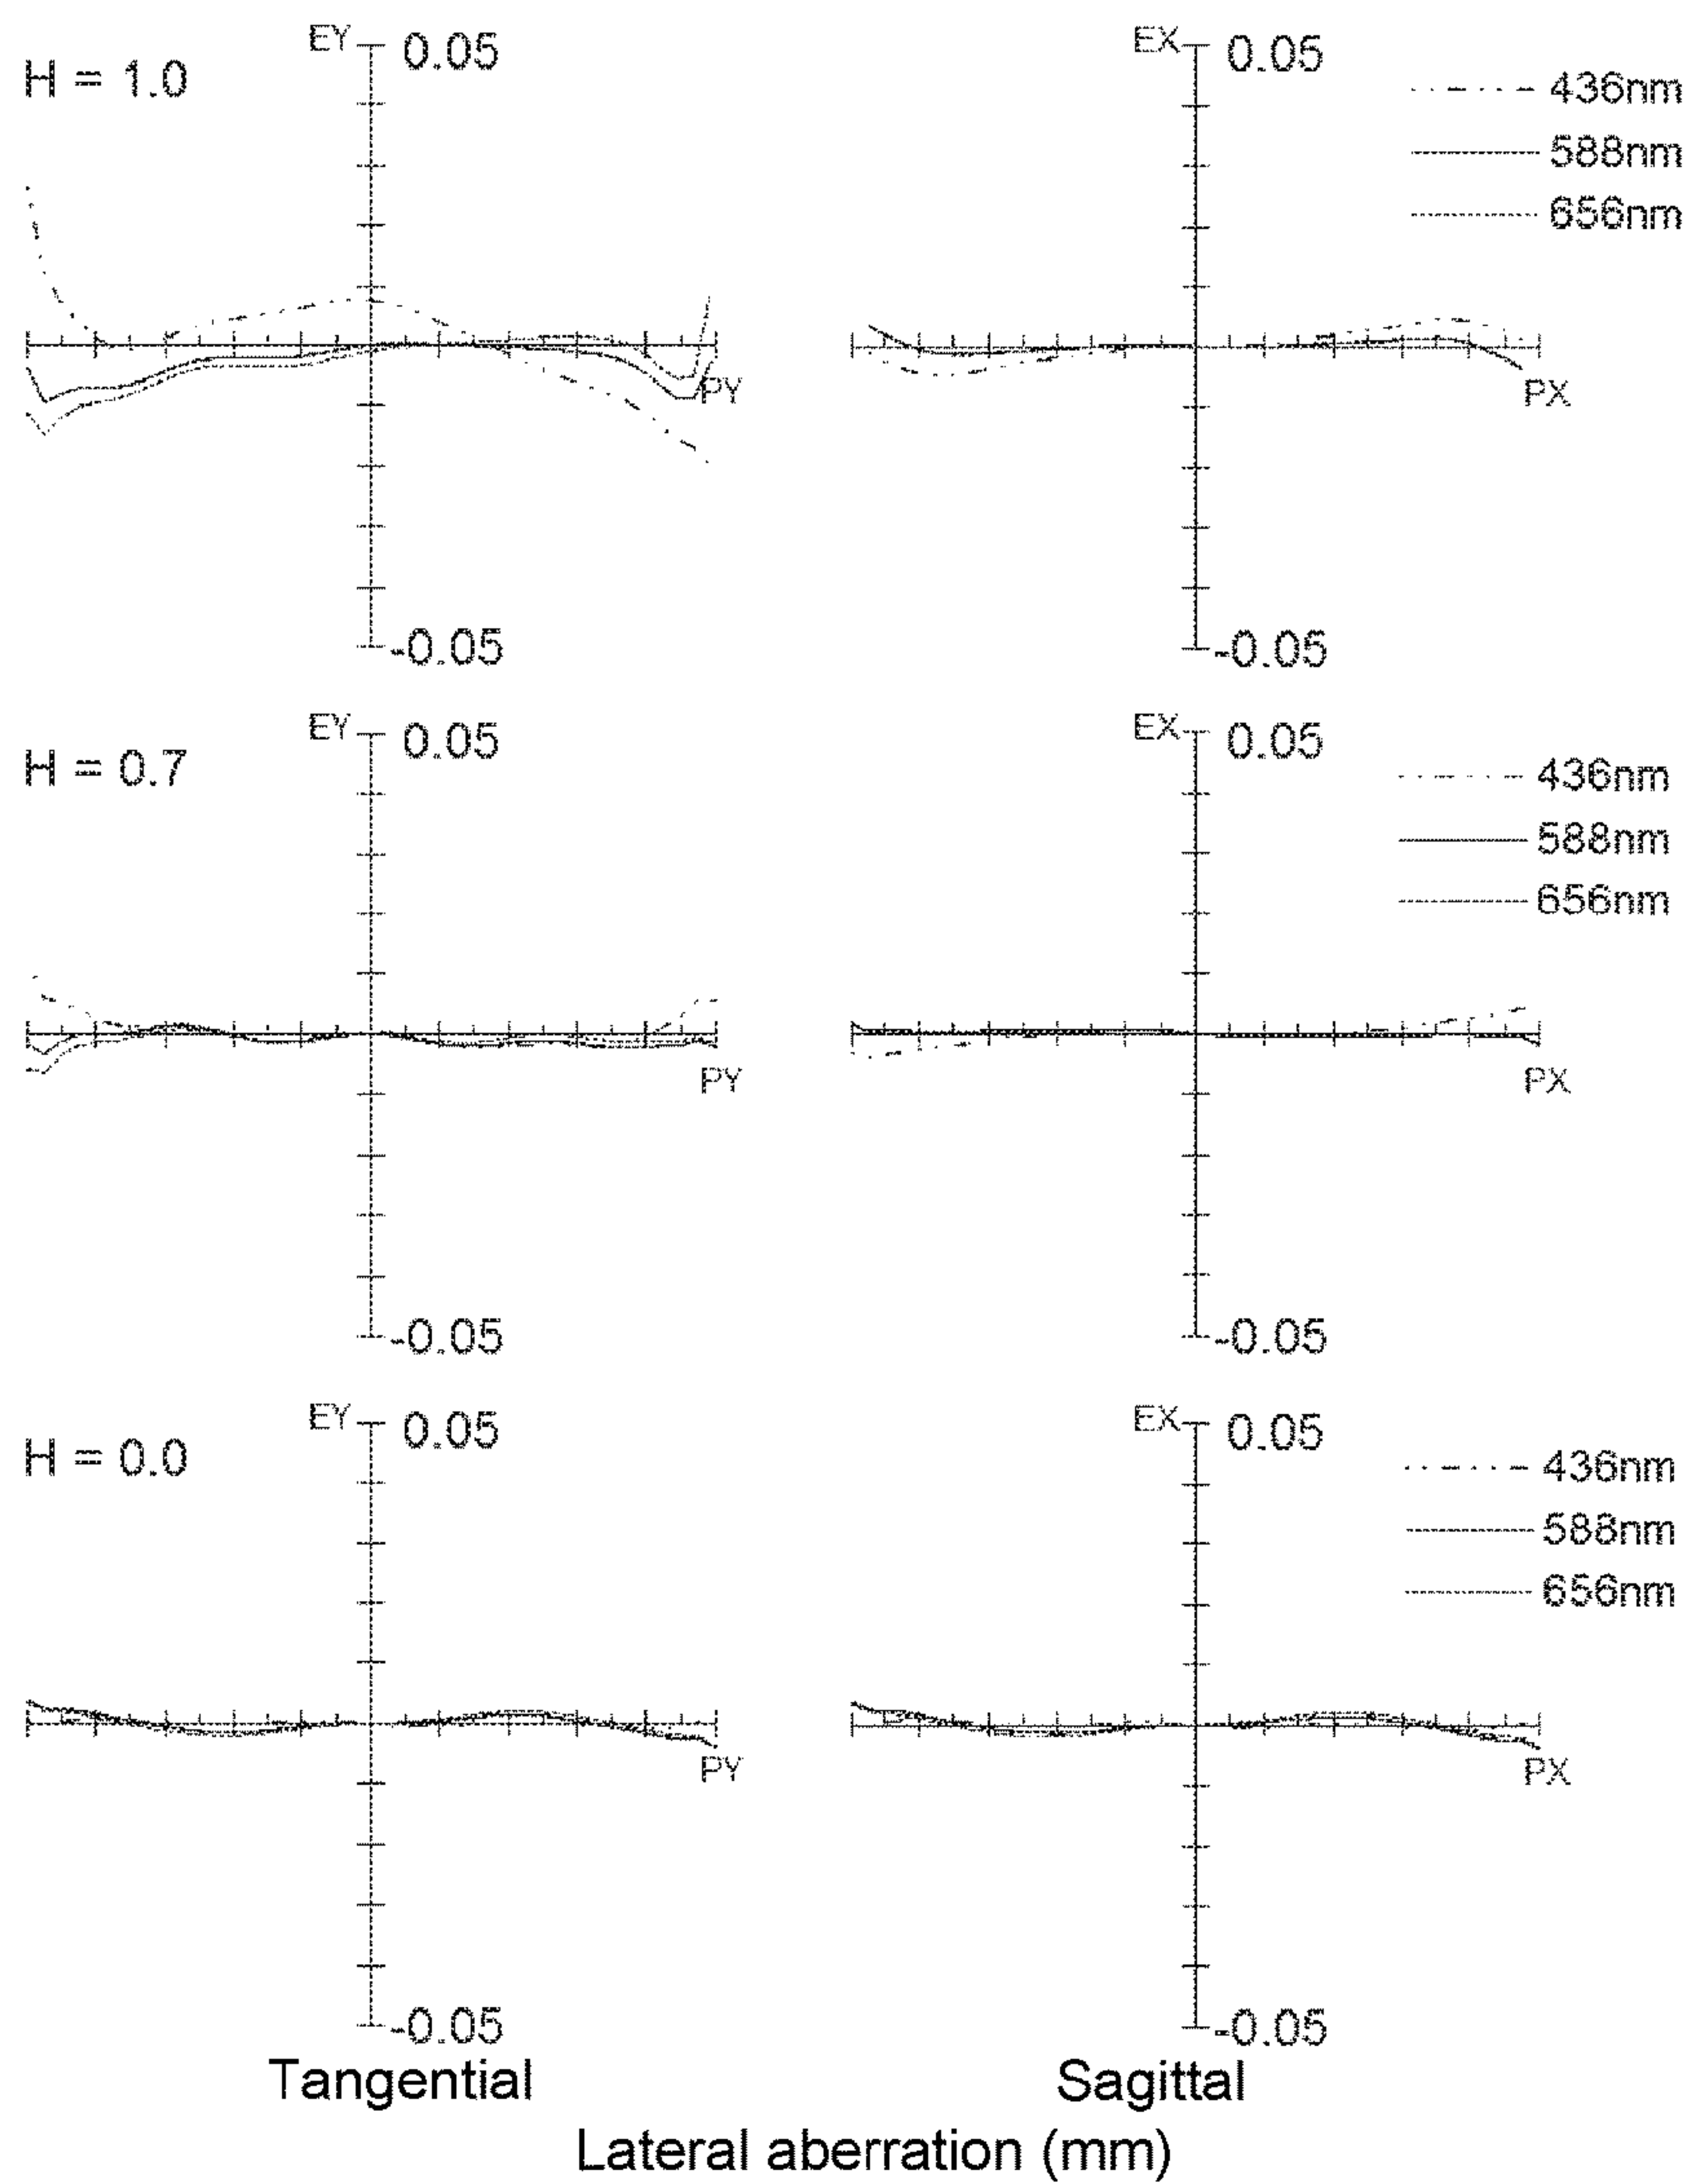 EY 0.05 EX 0.05
H = 1.0
436nm
588nm
656nm
PY PX
-0.05 -0.05
EY 0.05 EX 0.05
H = 0.7
436nm
588nm
656nm
PY PX
-0.05 -0.05
EY 0.05 EX 0.05
H = 0.0
436nm
588nm
656nm
PY PX
-0.05 -0.05
Tangential Sagittal
Lateral aberration (mm)